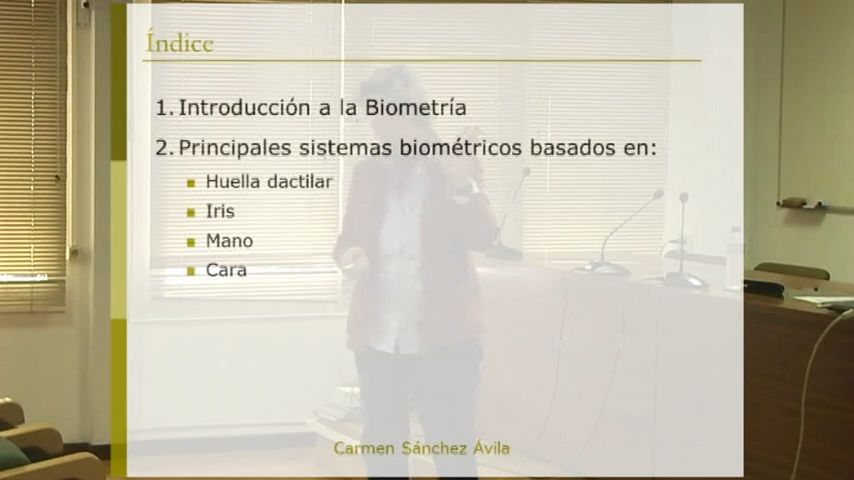 Índice
1. Introducción a la Biometría
2. Principales sistemas biométricos basados en:
Huella dactilar
Iris
Mano
Cara
Carmen Sánchez Ávila